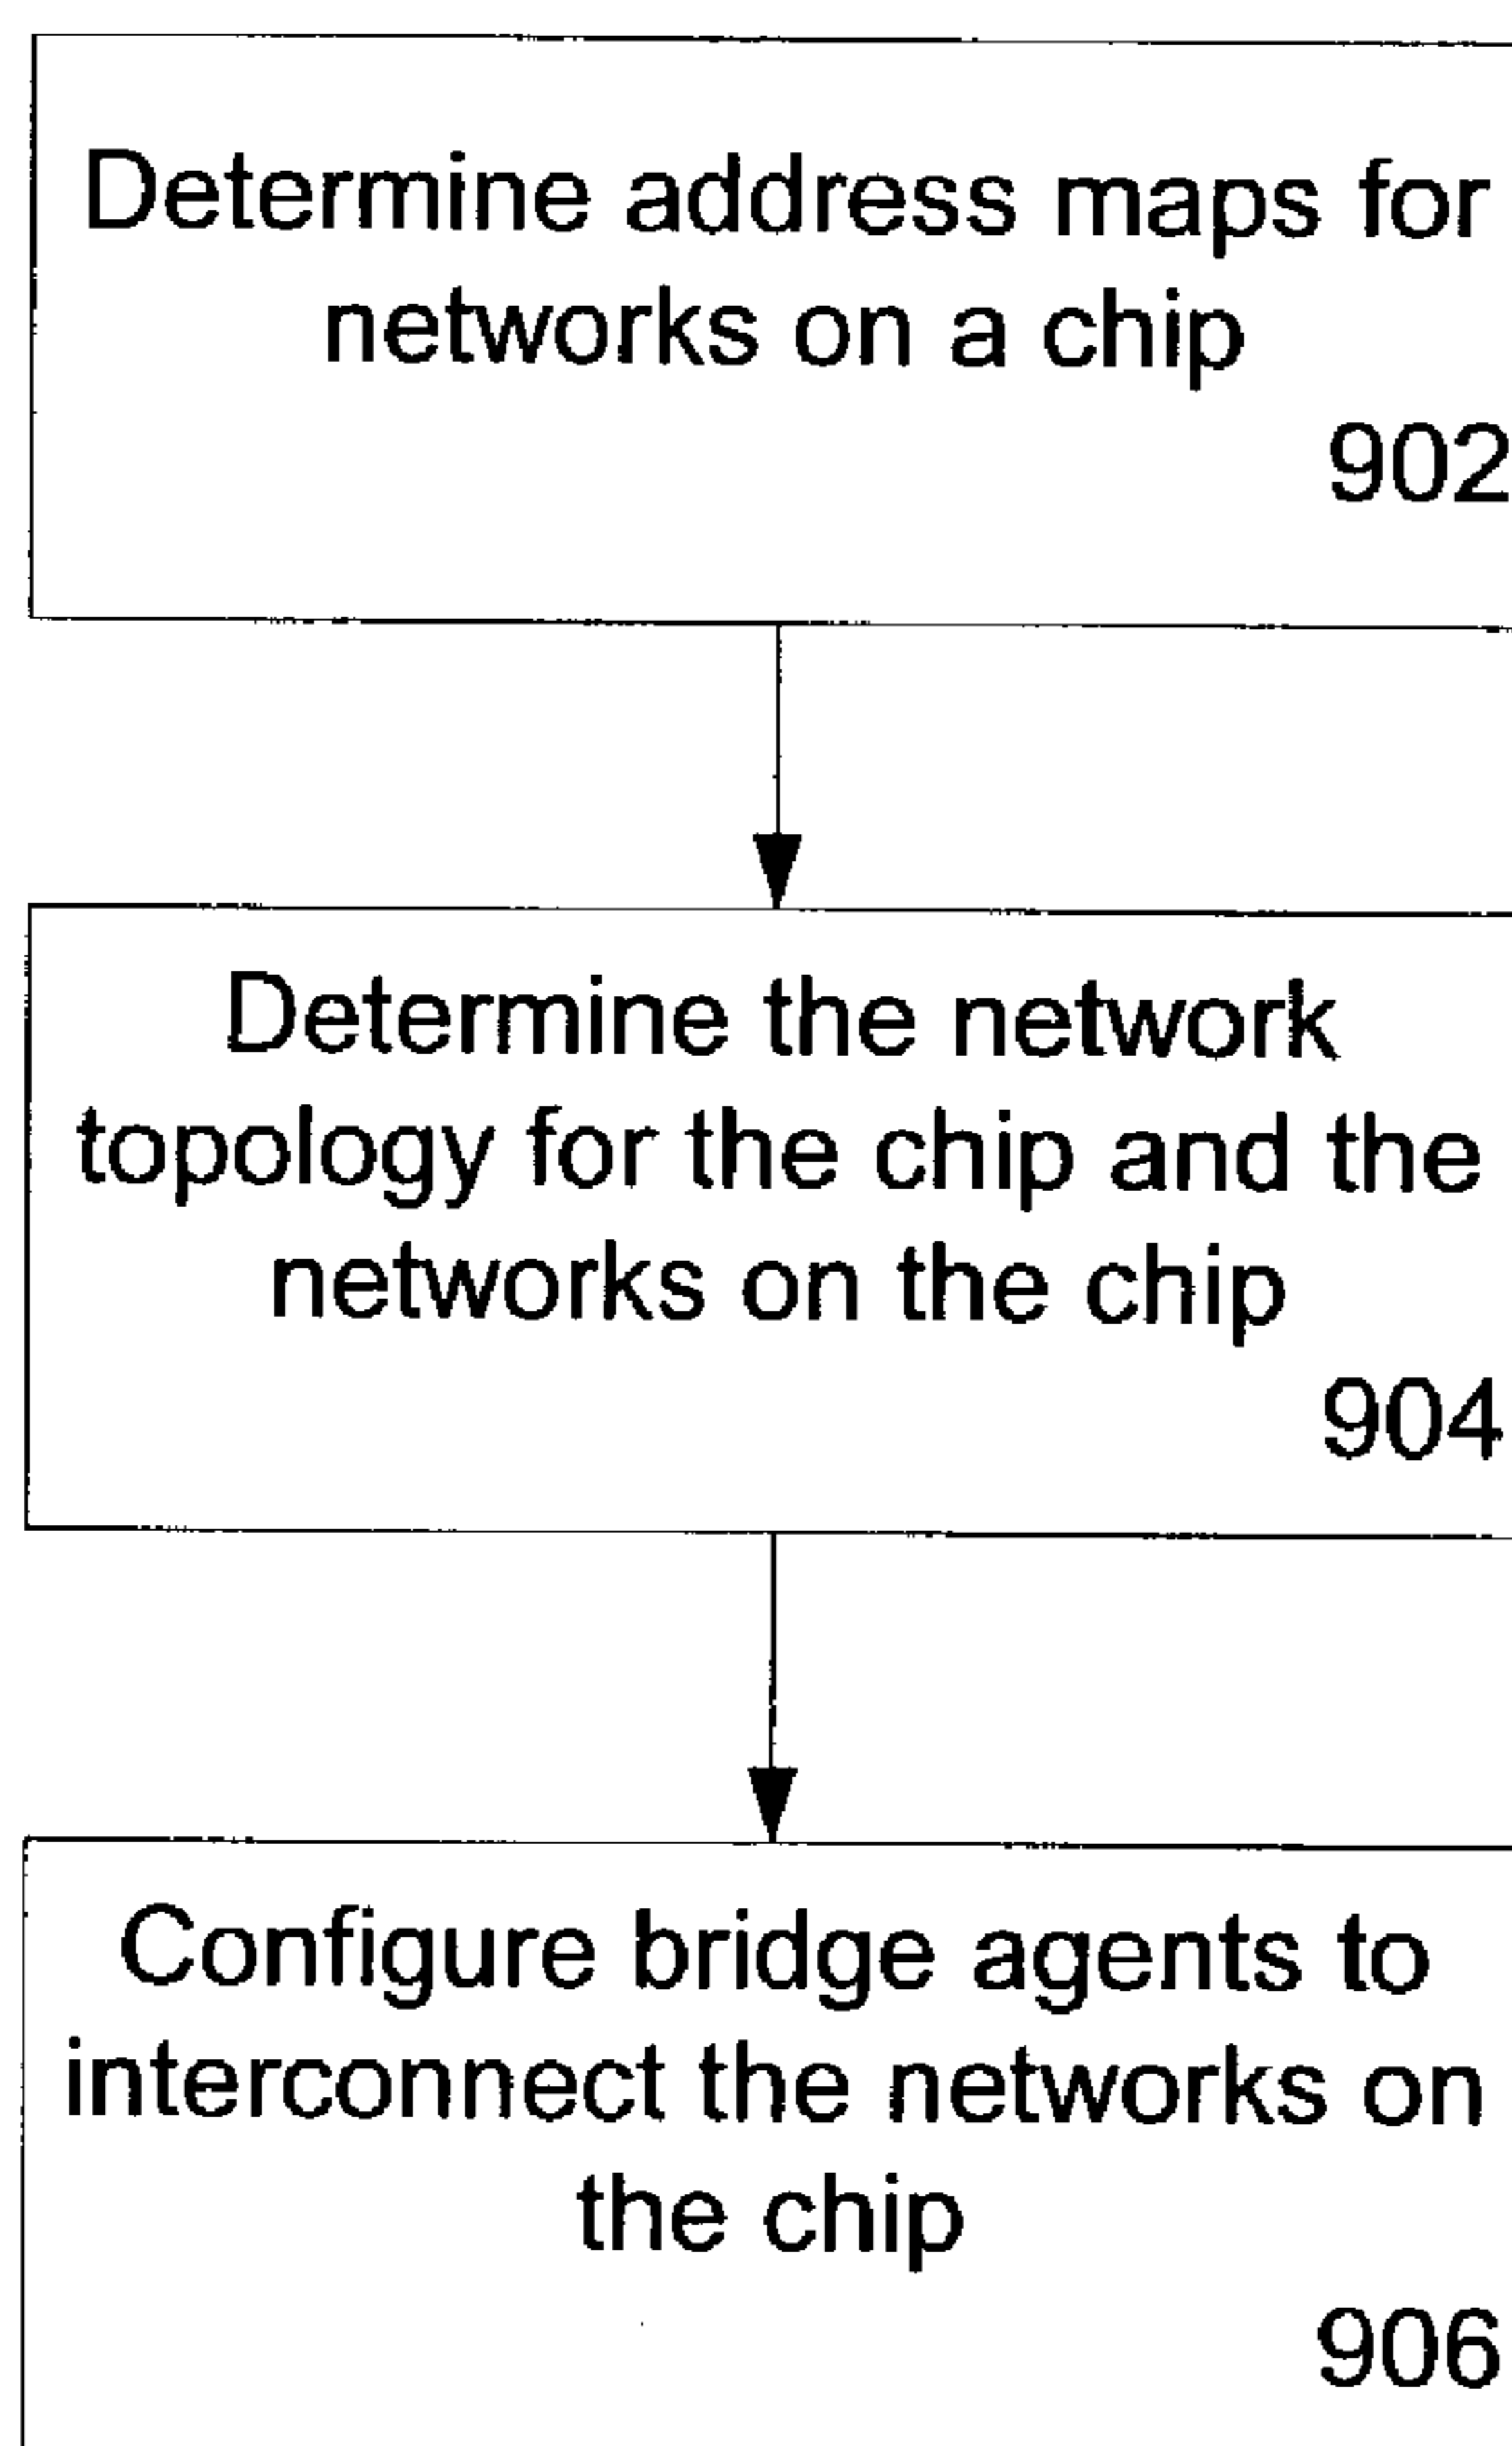 Determine address maps for
networks on a chip
902
Determine the network
topology for the chip and the
networks on the chip
904
Configure bridge agents to
interconnect the networks on
the chip
906